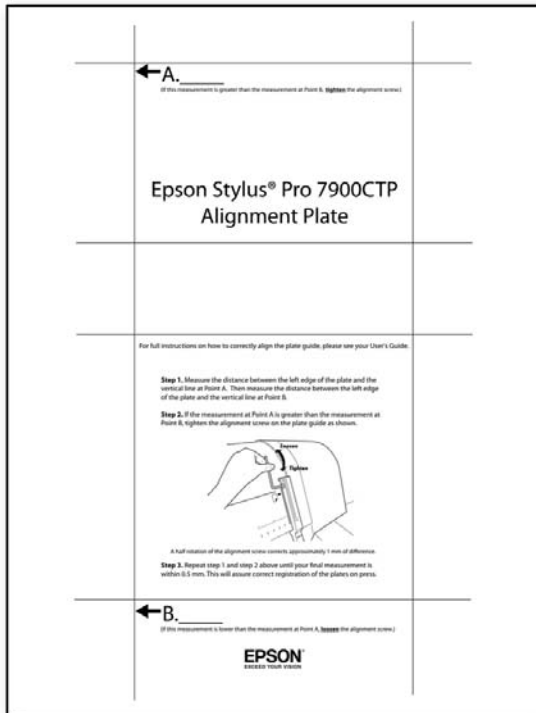 A.______
(If this measurement is greater than the measurement at Point B, tighten the alignment screw.)
Epson Stylus® Pro 7900CTP
Alignment Plate
For full instructions on how to correctly align the plate guide, please see your User's Guide.
Step 1. Measure the distance between the left edge of the plate and the
vertical line at Point A. Then measure the distance between the left edge
of the plate and the vertical line at Point B.
Step 2. If the measurement at Point A is greater than the measurement at
Point B, tighten the alignment screw on the plate guide as shown.
Loosen
Tighten
A half rotation of the alignment screw corrects approximately 1 mm of difference.
Step 3. Repeat step 1 and step 2 above until your final measurement is
within 0.5 mm. This will assure correct registration of the plates on press.
B.______
(If this measurement is lower than the measurement at Point A, loosen the alignment screw.)
EPSON®
EXCEED YOUR VISION